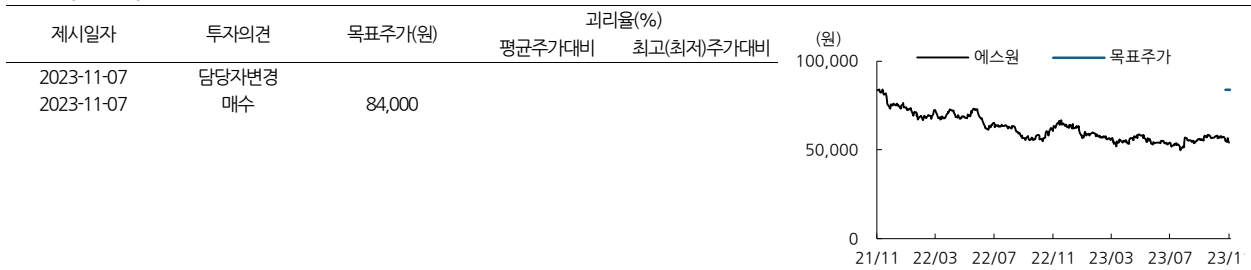 제시일자 투자의견 목표주가(원) 괴리율(%)
평균주가대비 최고(최저)주가대비
2023-11-07 담당자변경
2023-11-07 매수 84,000
(원)
에스원 목표주가
100,000
50,000
0
21/11 22/03 22/07 22/11 23/03 23/07 23/1